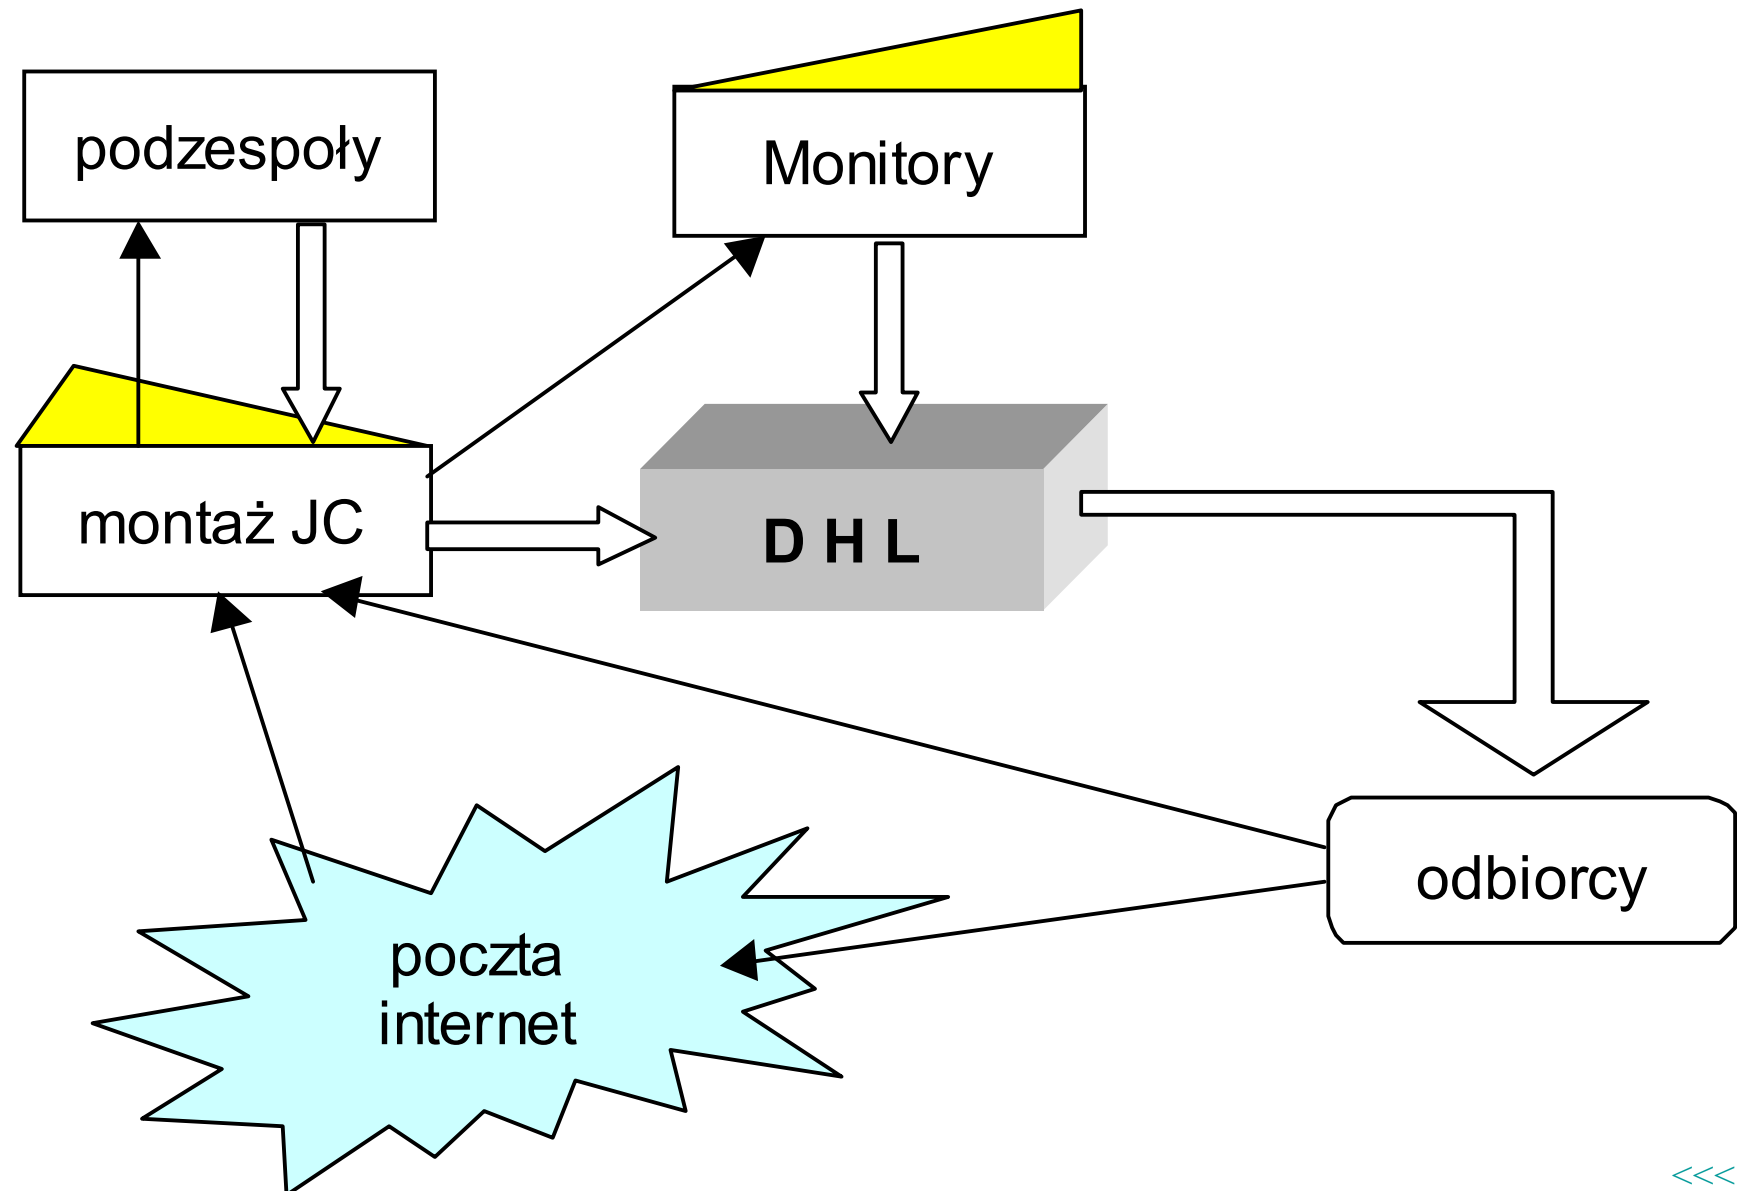 podzespoły
Monitory
montaż JC
D H L
odbiorcy
poczta
internet
<<<